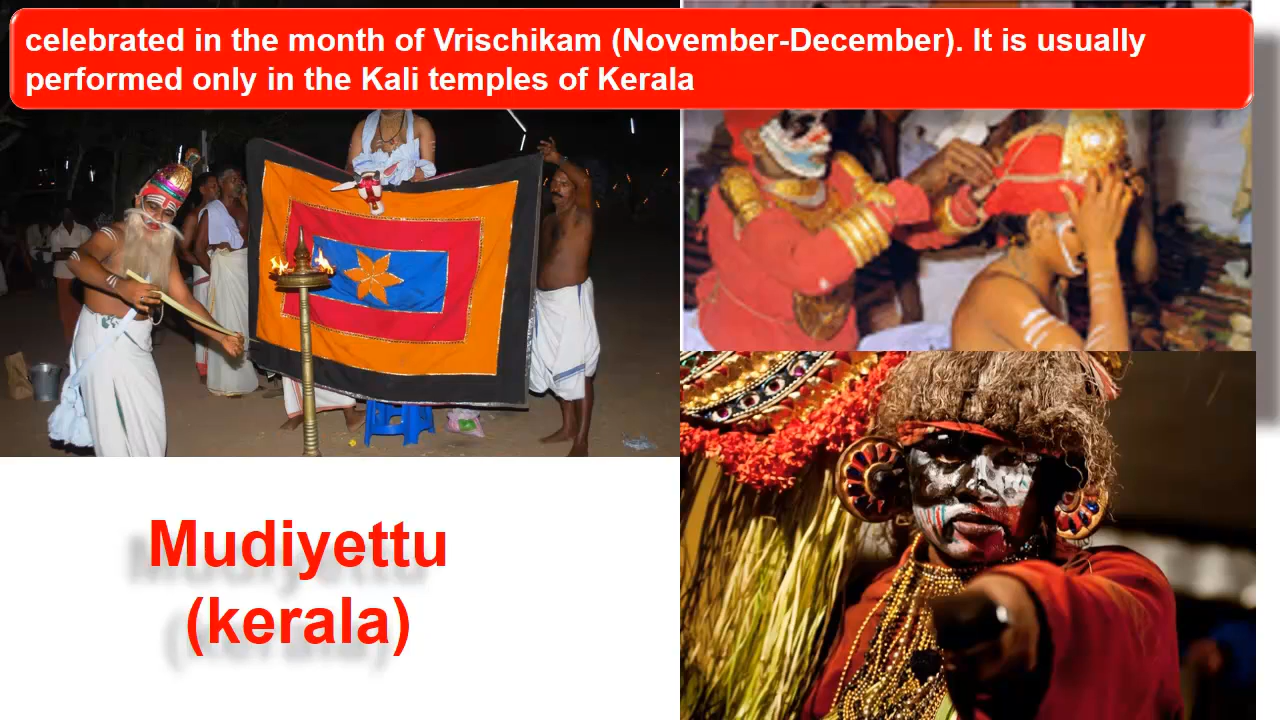 celebrated in the month of Vrischikam (November-December). It is usually
performed only in the Kali temples of Kerala
Mudiyettu
(kerala)